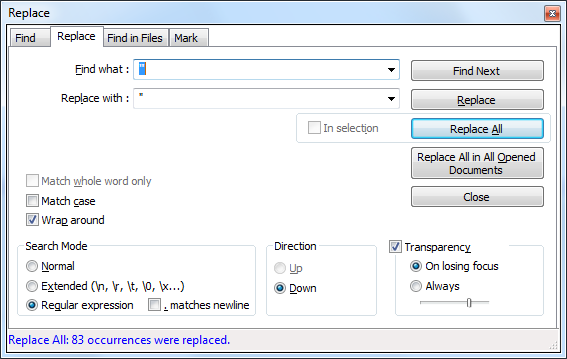 Replace
Find Replace Find in Files Mark
Find what : "
Find Next
Replace with : "
Replace
In selection
Replace All
Replace All in All Opened
Documents
Match whole word only
Match case
Close
Wrap around
Search Mode
Normal
Extended (\n, \r, \t, \0, \x...)
Regular expression
. matches newline
Direction
Up
Down
Transparency
On losing focus
Always
Replace All: 83 occurrences were replaced.